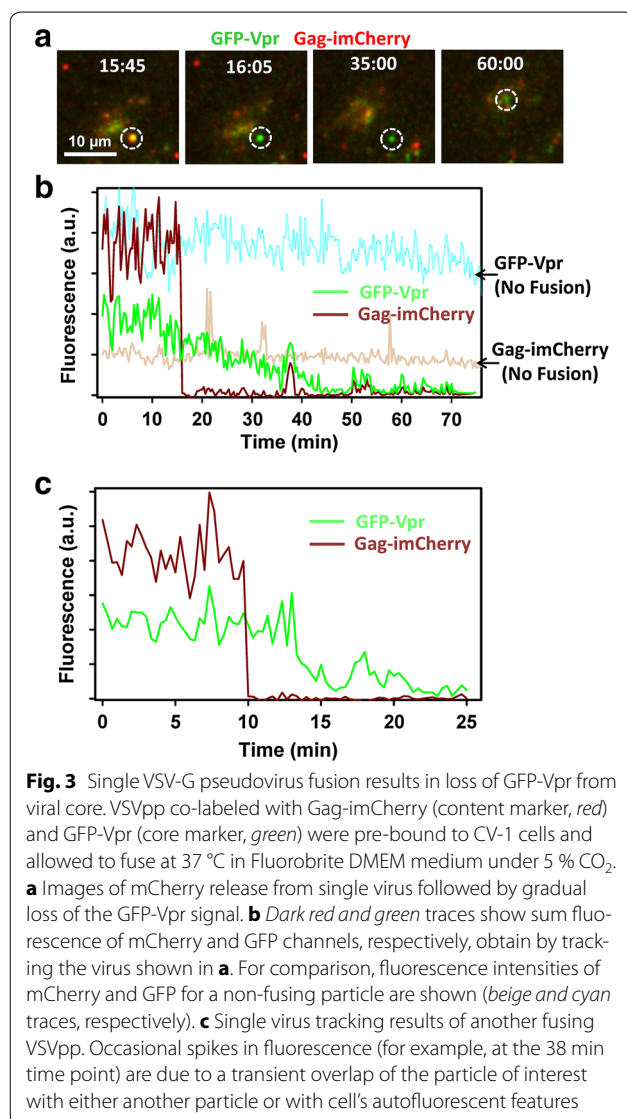 a
GFP-Vpr Gag-imCherry
15:45
16:05
35:00
60:00
10 µm
b
Fluorescence (a.u.)
GFP-Vpr
(No Fusion)
GFP-Vpr
Gag-imCherry
Gag-imCherry
(No Fusion)
0 10 20 30 40 50 60 70
Time (min)
c
Fluorescence (a.u.)
GFP-Vpr
Gag-imCherry
0 5 10 15 20 25
Time (min)
Fig. 3 Single VSV-G pseudovirus fusion results in loss of GFP-Vpr from
viral core. VSVpp co-labeled with Gag-imCherry (content marker, red)
and GFP-Vpr (core marker, green) were pre-bound to CV-1 cells and
allowed to fuse at 37 °C in Fluorobrite DMEM medium under 5 % CO₂.
a Images of mCherry release from single virus followed by gradual
loss of the GFP-Vpr signal. b Dark red and green traces show sum fluo-
rescence of mCherry and GFP channels, respectively, obtain by track-
ing the virus shown in a. For comparison, fluorescence intensities of
mCherry and GFP for a non-fusing particle are shown (beige and cyan
traces, respectively). c Single virus tracking results of another fusing
VSVpp. Occasional spikes in fluorescence (for example, at the 38 min
time point) are due to a transient overlap of the particle of interest
with either another particle or with cell's autofluorescent features